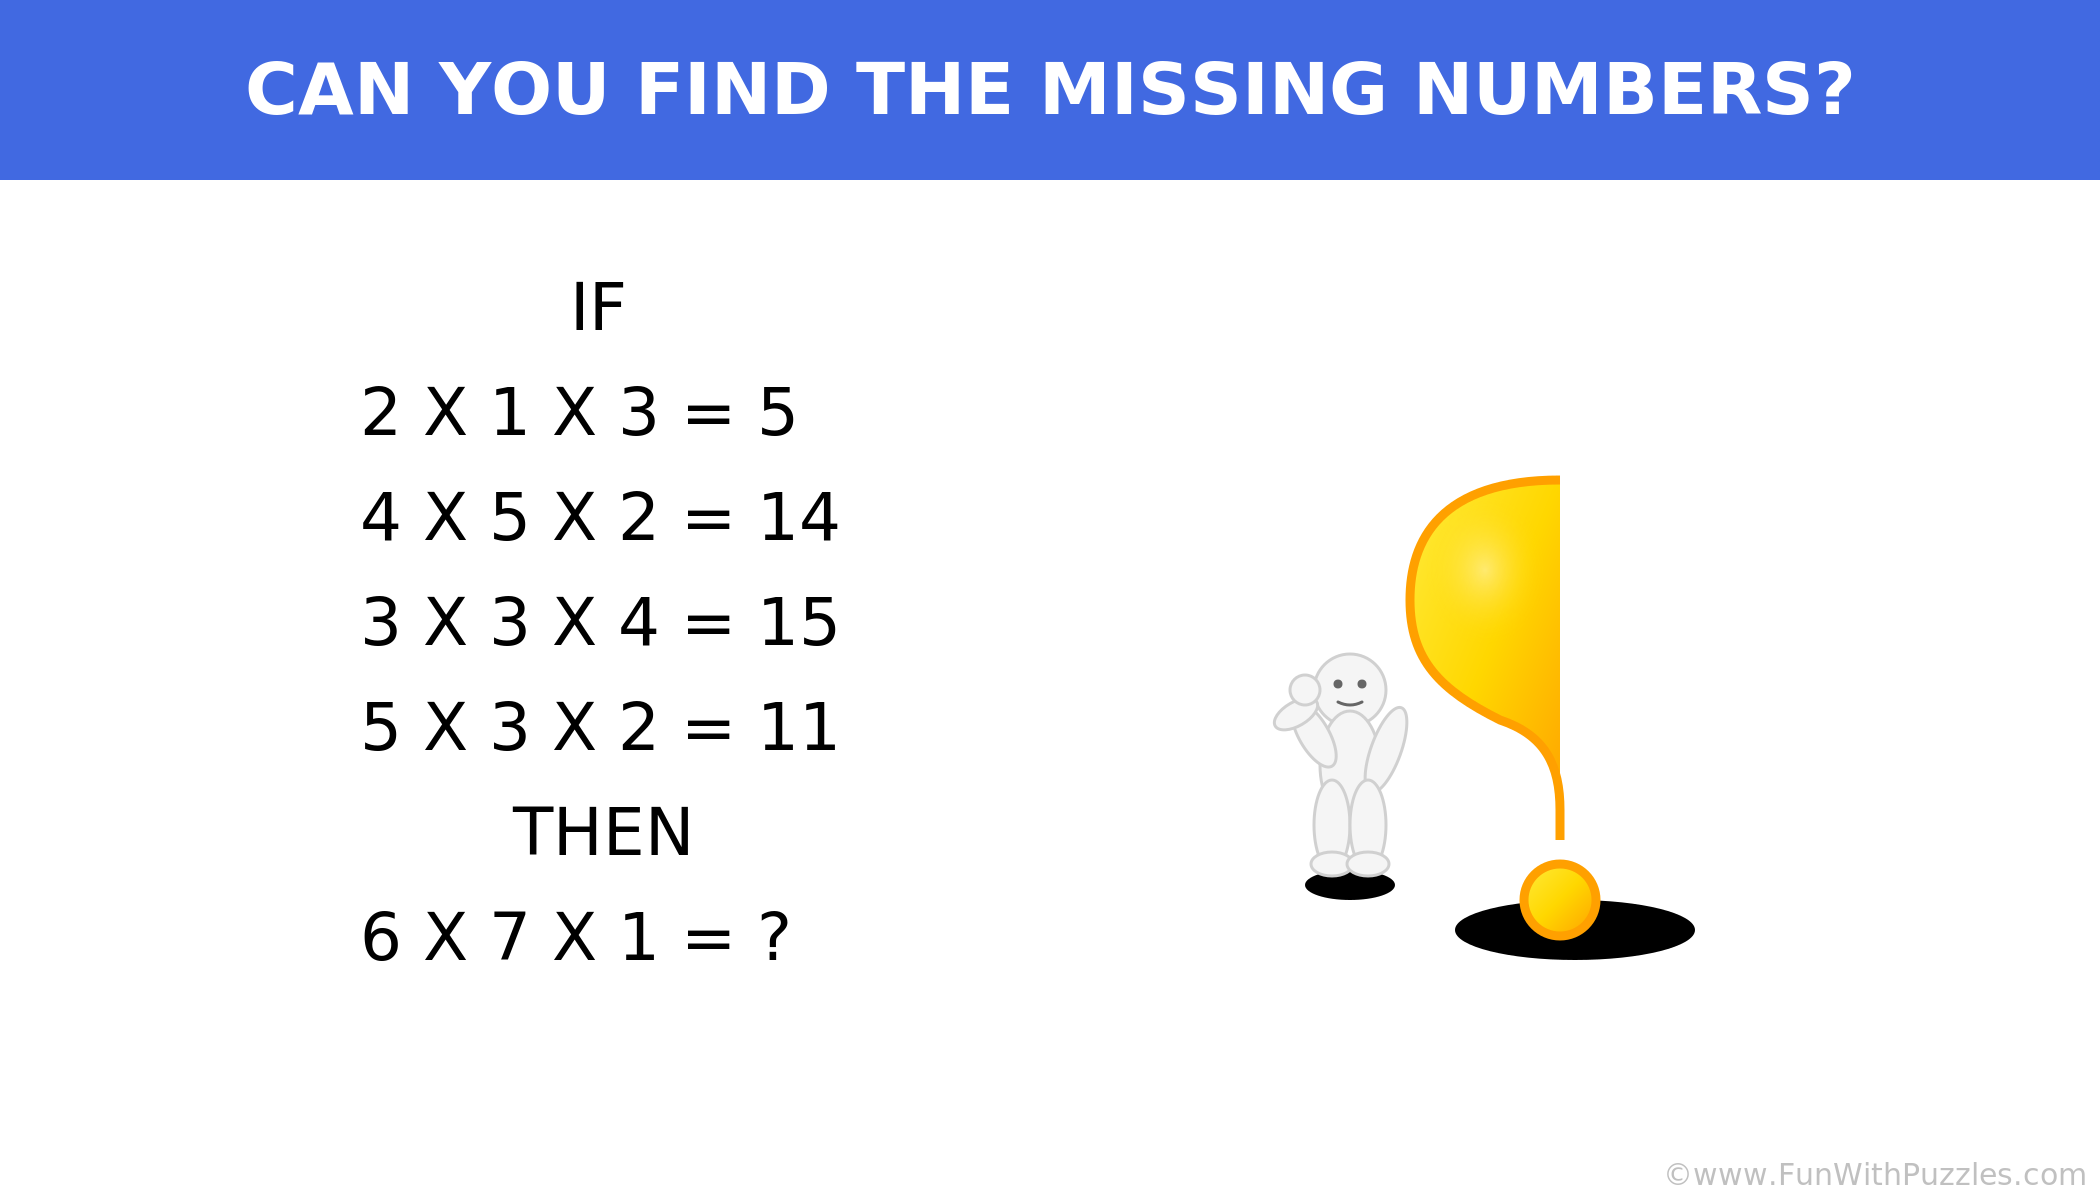 CAN YOU FIND THE MISSING NUMBERS?
IF
2 X 1 X 3 = 5
4 X 5 X 2 = 14
3 X 3 X 4 = 15
5 X 3 X 2 = 11
THEN
6 X 7 X 1 = ?
©www.FunWithPuzzles.com